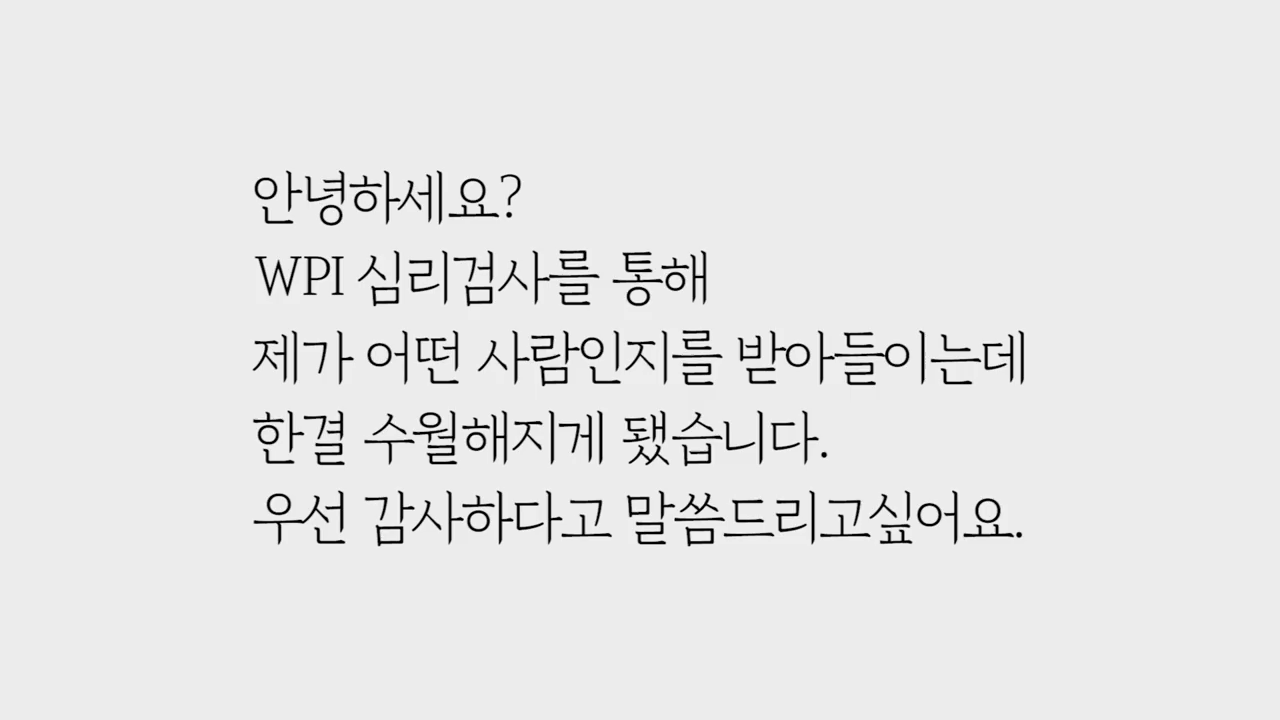 안녕하세요?
WPI 심리검사를 통해
제가 어떤 사람인지를 받아들이는데
한결 수월해지게 됐습니다.
우선 감사하다고 말씀드리고싶어요.